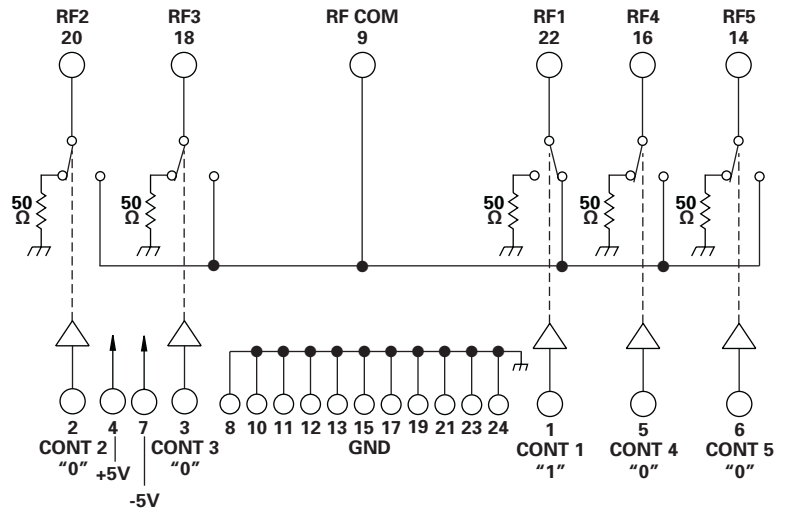 RF2 RF3 RF COM RF1 RF4 RF5
20 18 9 22 16 14
50 Ω 50 Ω 50 Ω 50 Ω 50 Ω
2 4 7 3 8 10 11 12 13 15 17 19 21 23 24 1 5 6
CONT 2 CONT 3 GND CONT 1 CONT 4 CONT 5
“0” +5V “0” “1” “0” “0”
-5V